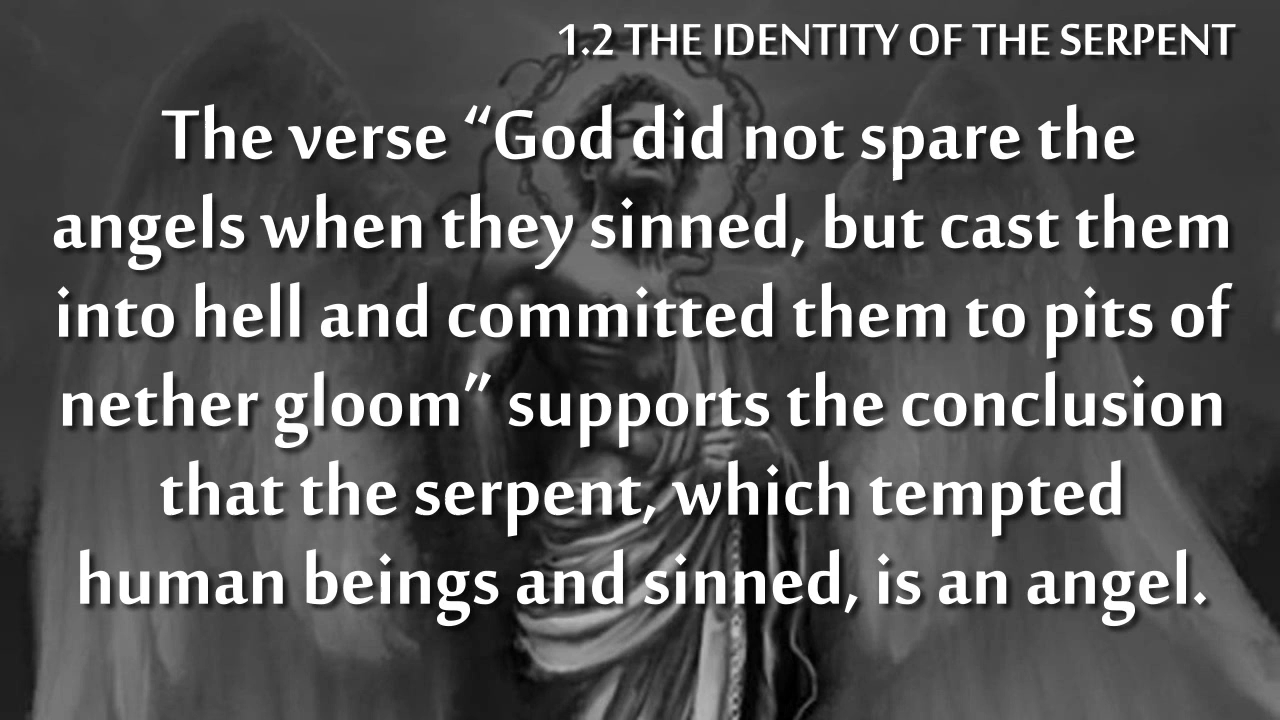 1.2 THE IDENTITY OF THE SERPENT
The verse “God did not spare the
angels when they sinned, but cast them
into hell and committed them to pits of
nether gloom” supports the conclusion
that the serpent, which tempted
human beings and sinned, is an angel.